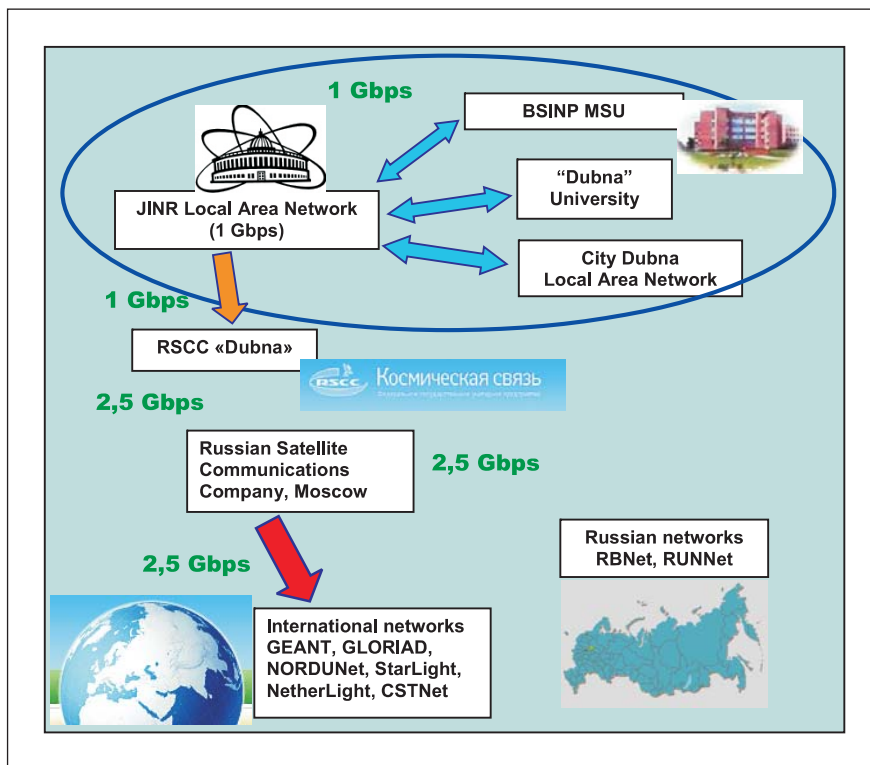 1 Gbps
BSINP MSU
JINR Local Area Network
(1 Gbps)
“Dubna”
University
City Dubna
Local Area Network
1 Gbps
RSCC «Dubna»
RSCC
Космическая связь
2,5 Gbps
Russian Satellite
Communications
Company, Moscow
2,5 Gbps
2,5 Gbps
Russian networks
RBNet, RUNNet
International networks
GEANT, GLORIAD,
NORDUNet, StarLight,
NetherLight, CSTNet